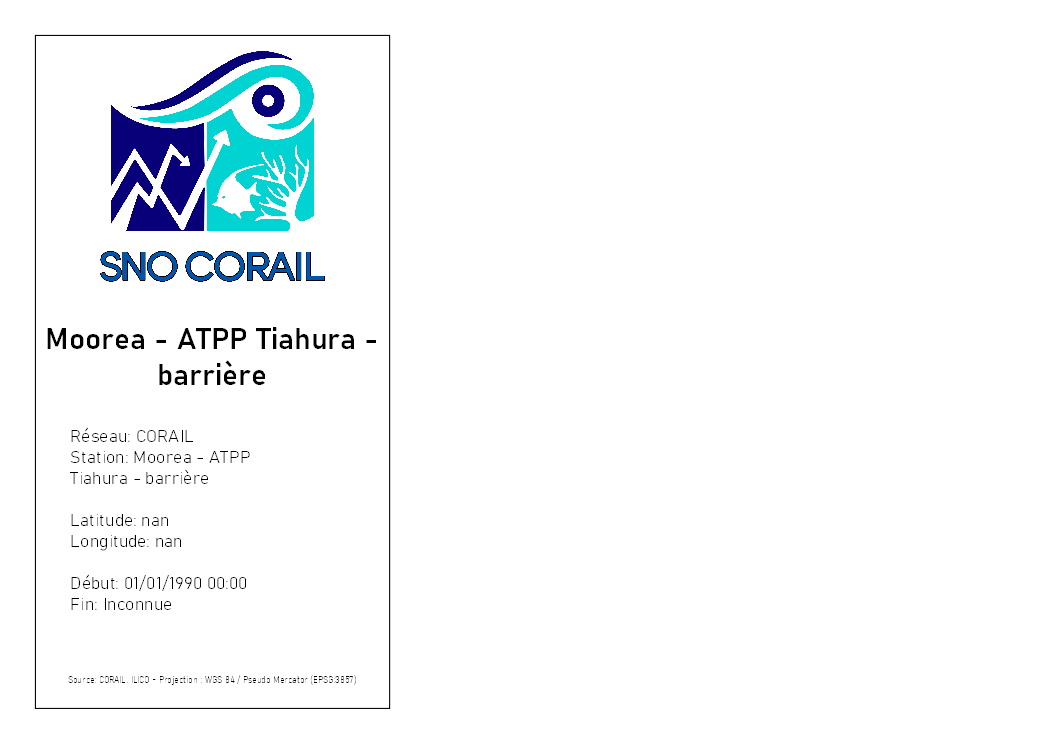 SNO CORAIL
Moorea - ATPP Tiahura -
barrière
Réseau: CORAIL
Station: Moorea - ATPP
Tiahura - barrière
Latitude: nan
Longitude: nan
Début: 01/01/1990 00:00
Fin: Inconnue
Source: CORAIL, ILICO - Projection : WGS 84 / Pseudo Mercator (EPSG:3857)